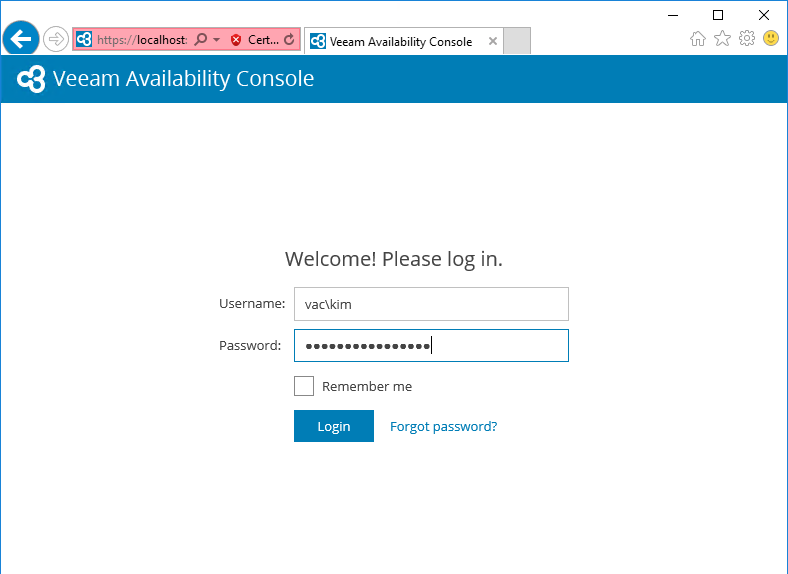 https://localhost: Cert... Veeam Availability Console
Veeam Availability Console
Welcome! Please log in.
Username: vac\kim
Password: ••••••••••••••••
Remember me
Login Forgot password?